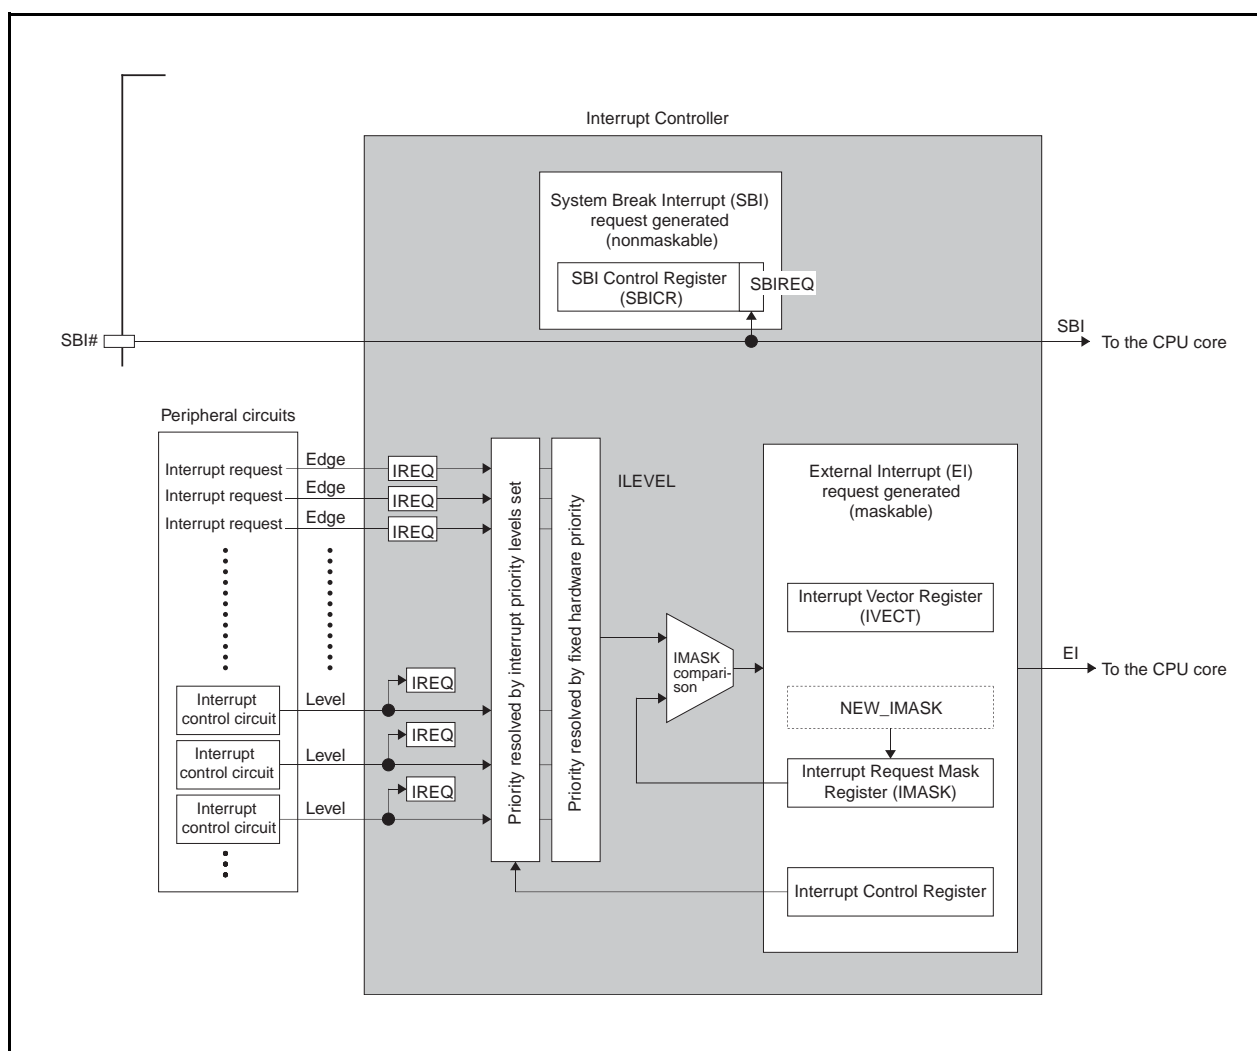 Interrupt Controller
System Break Interrupt (SBI)
request generated
(nonmaskable)
SBI Control Register
(SBICR)
SBIREQ
SBI#
SBI
To the CPU core
Peripheral circuits
Interrupt request
Edge
IREQ
Interrupt request
Edge
IREQ
Interrupt request
Edge
IREQ
Interrupt
control circuit
Level
IREQ
Interrupt
control circuit
Level
IREQ
Interrupt
control circuit
Level
IREQ
Priority resolved by interrupt priority levels set
Priority resolved by fixed hardware priority
ILEVEL
IMASK
compari-
son
External Interrupt (EI)
request generated
(maskable)
Interrupt Vector Register
(IVECT)
NEW_IMASK
Interrupt Request Mask
Register (IMASK)
Interrupt Control Register
EI
To the CPU core